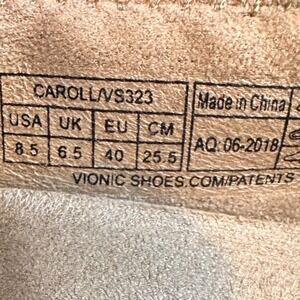 CAROLL/VS323
USA UK EU CM
8.5 6.5 40 25.5
Made in China
AQ: 06-2018
VIONIC SHOES.COM/PATENTS